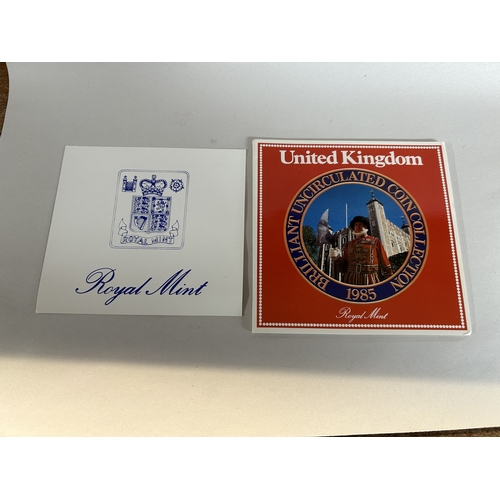 ROYAL MINT
Royal Mint
United Kingdom
BRILLIANT UNCIRCULATED COIN COLLECTION
1985
Royal Mint